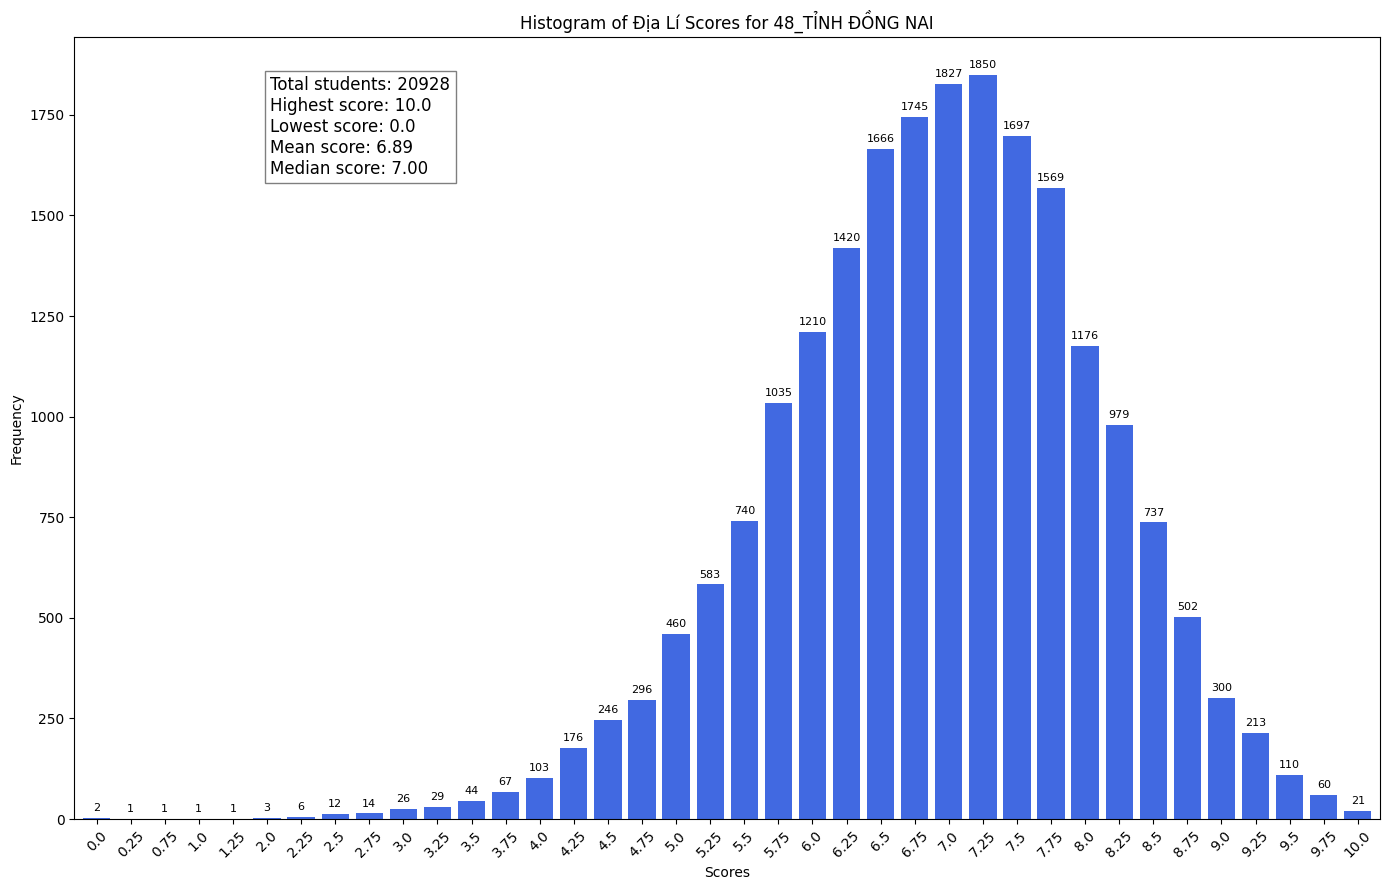 Histogram of Địa Lí Scores for 48_TỈNH ĐỒNG NAI
Total students: 20928
Highest score: 10.0
Lowest score: 0.0
Mean score: 6.89
Median score: 7.00
Frequency
1750
1500
1250
1000
750
500
250
0
2 1 1 1 1 3 6 12 14 26 29 44 67 103 176 246 296 460 583 740 1035 1210 1420 1666 1745 1827 1850 1697 1569 1176 979 737 502 300 213 110 60 21
0.0 0.25 0.75 1.0 1.25 2.0 2.25 2.5 2.75 3.0 3.25 3.5 3.75 4.0 4.25 4.5 4.75 5.0 5.25 5.5 5.75 6.0 6.25 6.5 6.75 7.0 7.25 7.5 7.75 8.0 8.25 8.5 8.75 9.0 9.25 9.5 9.75 10.0
Scores